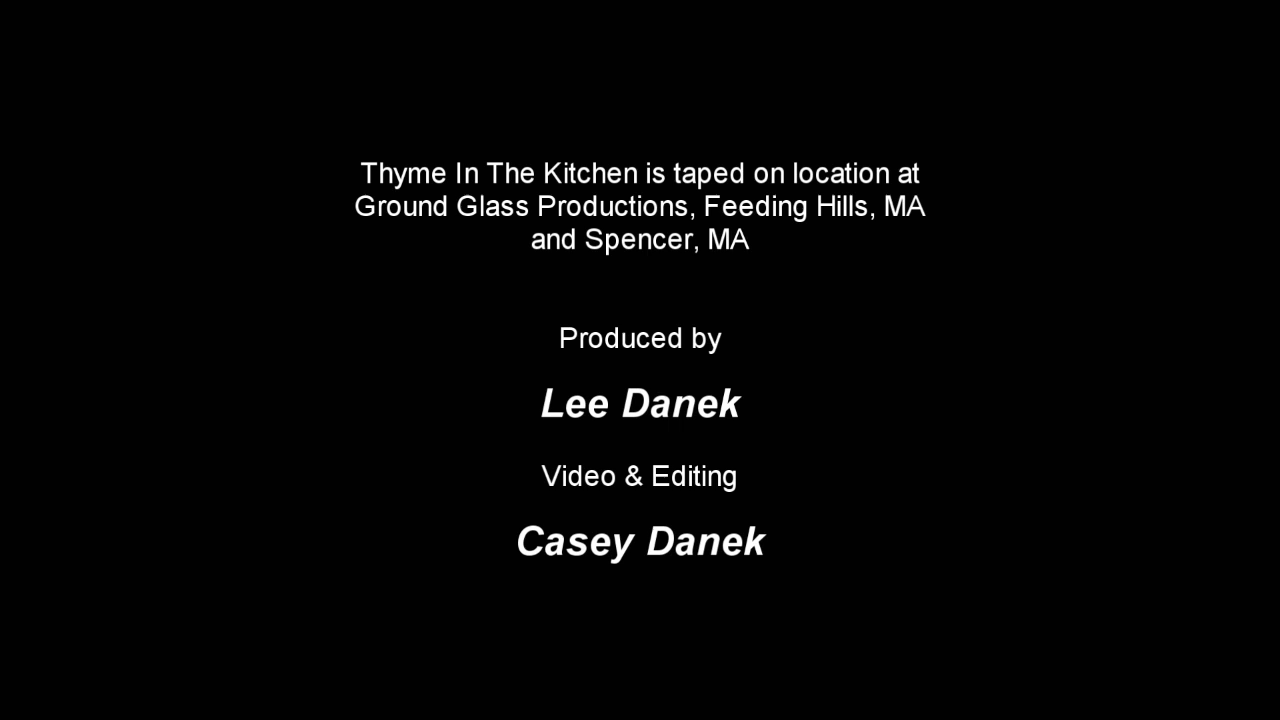 Thyme In The Kitchen is taped on location at
Ground Glass Productions, Feeding Hills, MA
and Spencer, MA
Produced by
Lee Danek
Video & Editing
Casey Danek